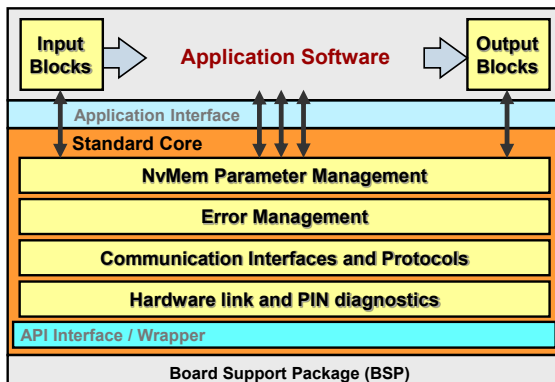 Input
Blocks
Application Software
Output
Blocks
Application Interface
Standard Core
NvMem Parameter Management
Error Management
Communication Interfaces and Protocols
Hardware link and PIN diagnostics
API Interface / Wrapper
Board Support Package (BSP)